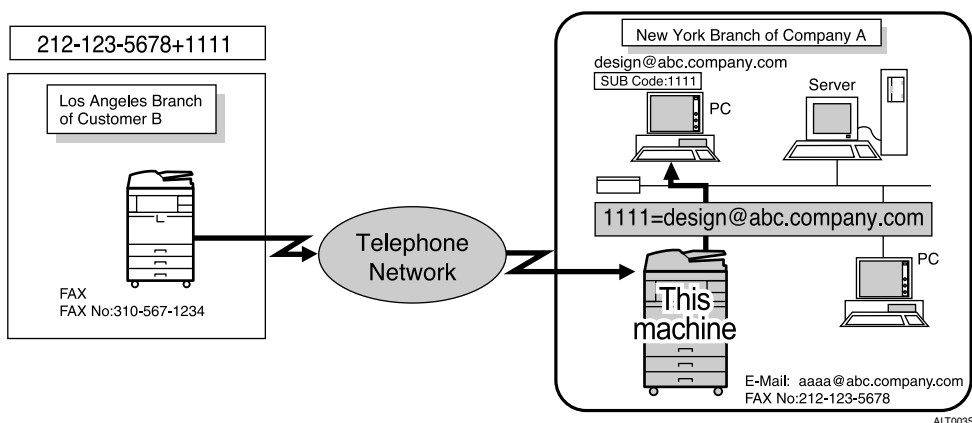 212-123-5678+1111
Los Angeles Branch
of Customer B
FAX
FAX No:310-567-1234
Telephone
Network
New York Branch of Company A
design@abc.company.com
SUB Code:1111
PC
Server
1111=design@abc.company.com
PC
This
machine
E-Mail: aaaa@abc.company.com
FAX No:212-123-5678
ALT003S